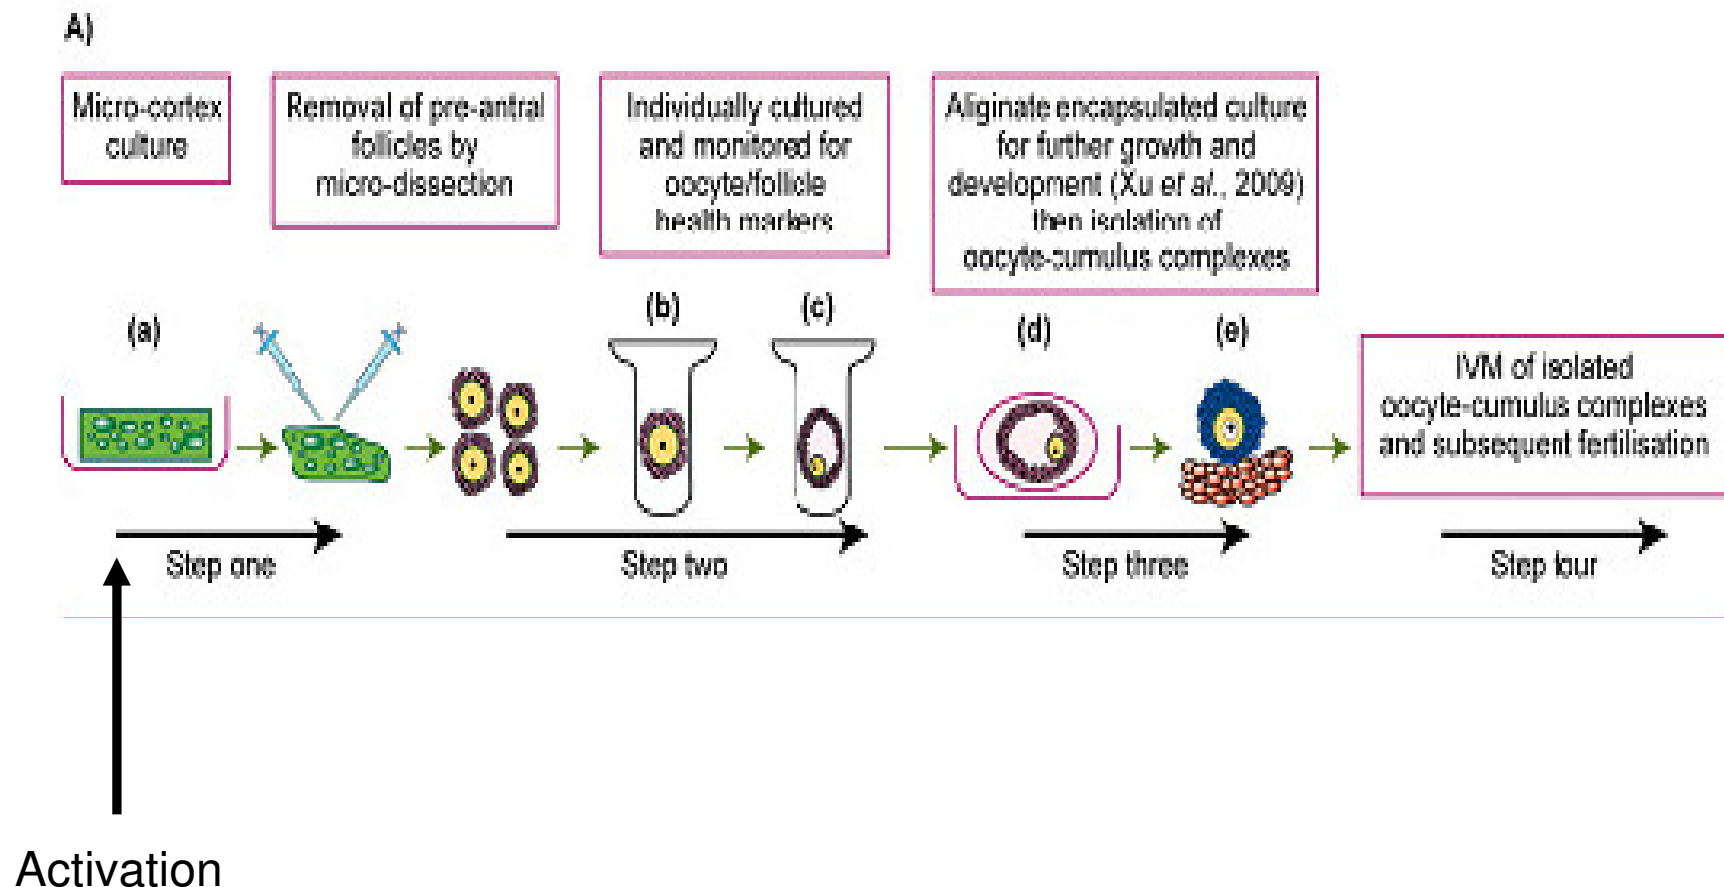 A)
Micro-cortex
culture
Removal of pre-antral
follicles by
micro-dissection
Individually cultured
and monitored for
oocyte/follicle
health markers
Aliginate encapsulated culture
for further growth and
development (Xu et al., 2009)
then isolation of
oocyte-cumulus complexes
(a)
(b)
(c)
(d)
(e)
IVM of isolated
oocyte-cumulus complexes
and subsequent fertilisation
Step one
Step two
Step three
Step four
Activation